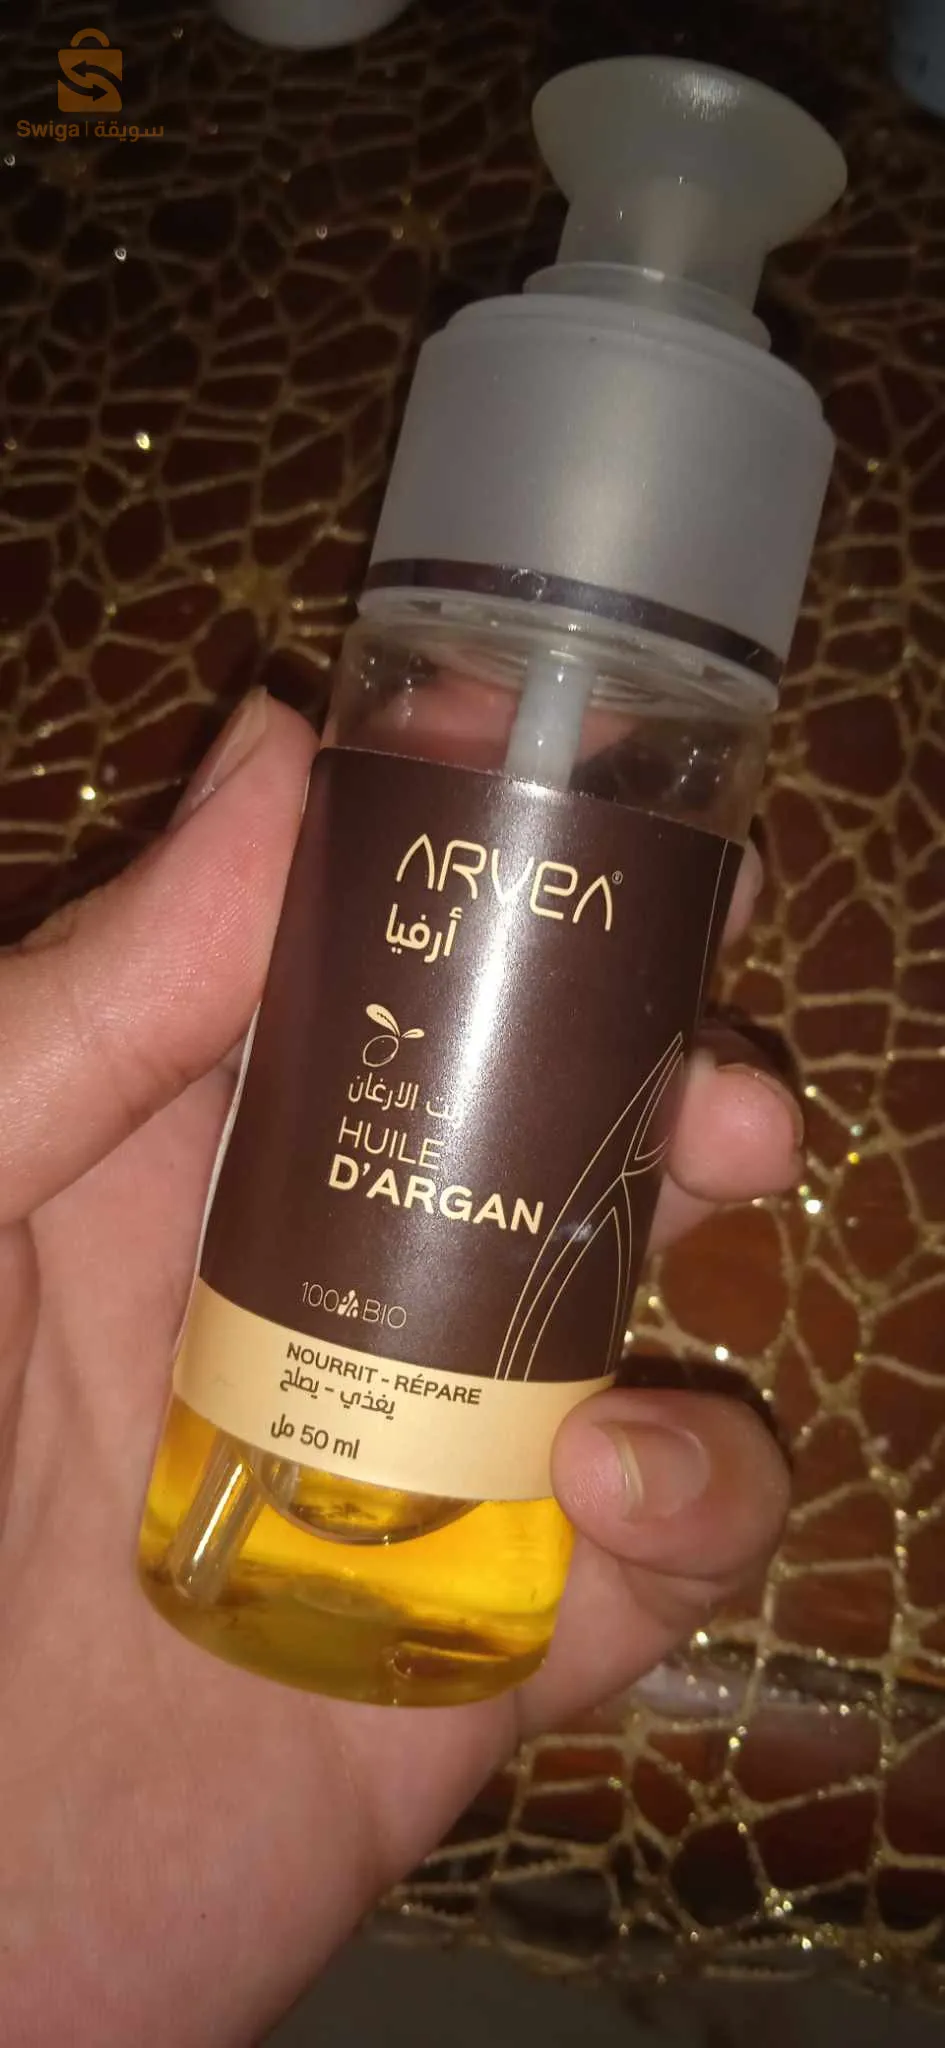 Swiga | سويقة
ARVEA®
أرفيا
زيت الارغان
HUILE
D'ARGAN
100% BIO
NOURRIT - RÉPARE
يغذي - يصلح
50 ml مل